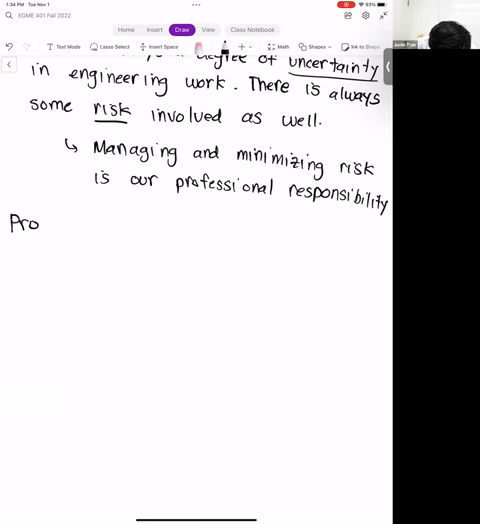 1:34 PM Tue Nov 1
93%
EGME 401 Fall 2022
Home Insert Draw View Class Notebook
Text Mode Lasso Select Insert Space Math Shapes Ink to Shape
degree of uncertainty
in engineering work. There is always
some risk involved as well.
↳ Managing and minimizing risk
is our professional responsibility
Pro